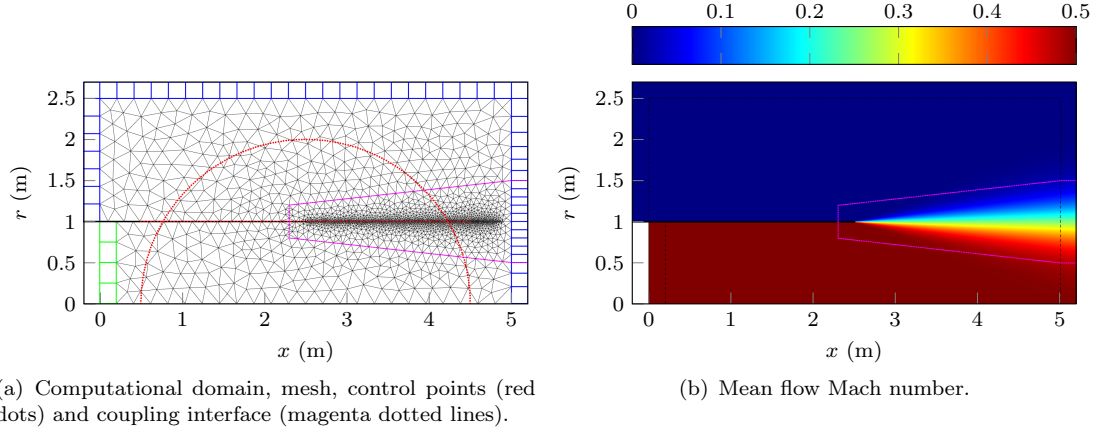 0 0.1 0.2 0.3 0.4 0.5
2.5
2
1.5
1
0.5
0
r (m)
0 1 2 3 4 5
x (m)
2.5
2
1.5
1
0.5
0
r (m)
0 1 2 3 4 5
x (m)
a) Computational domain, mesh, control points (red
dots) and coupling interface (magenta dotted lines).
(b) Mean flow Mach number.